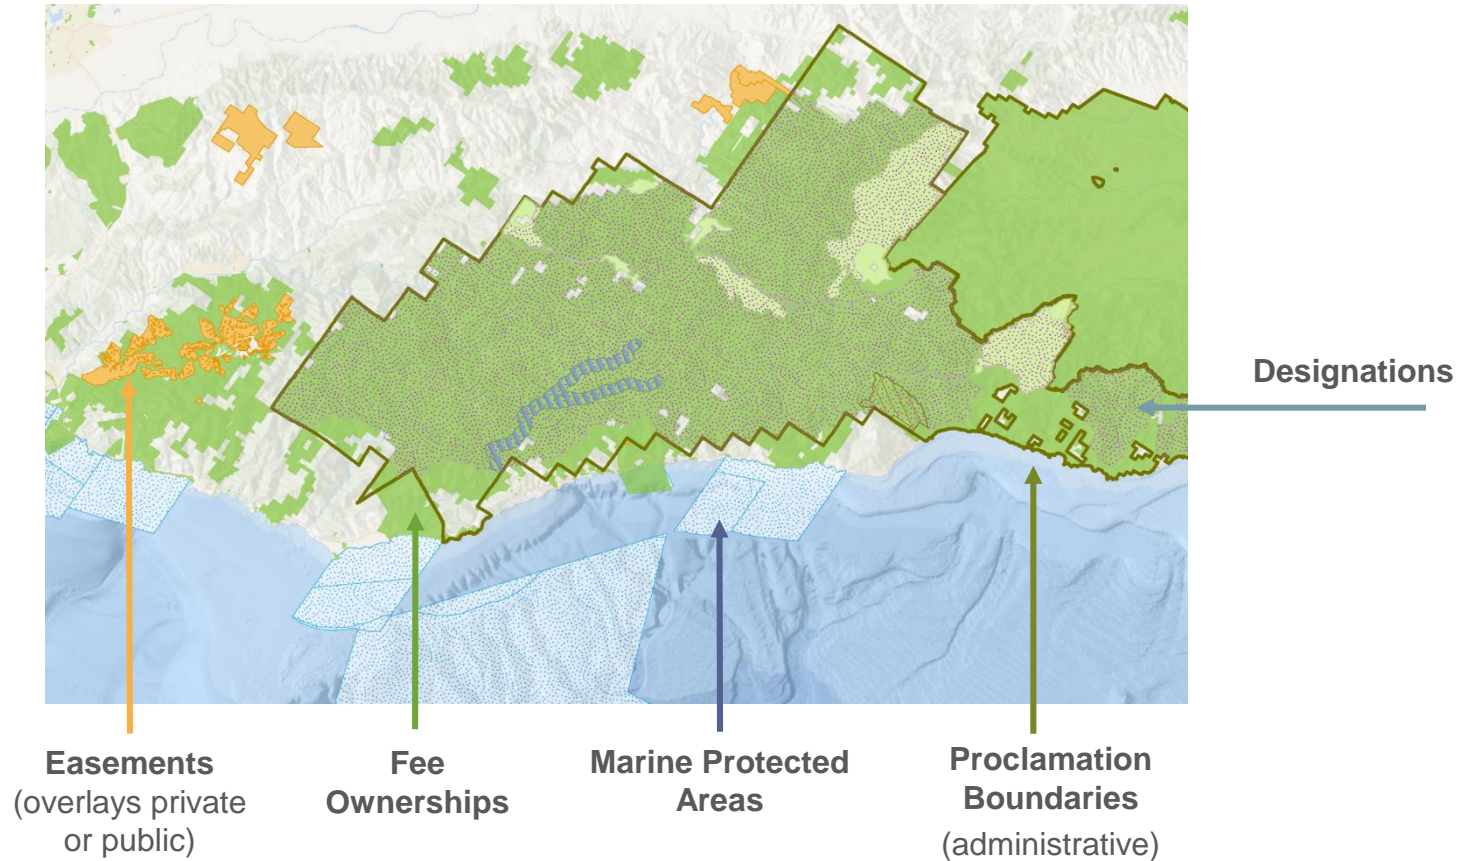 Designations
Easements
(overlays private
or public)
Fee
Ownerships
Marine Protected
Areas
Proclamation
Boundaries
(administrative)